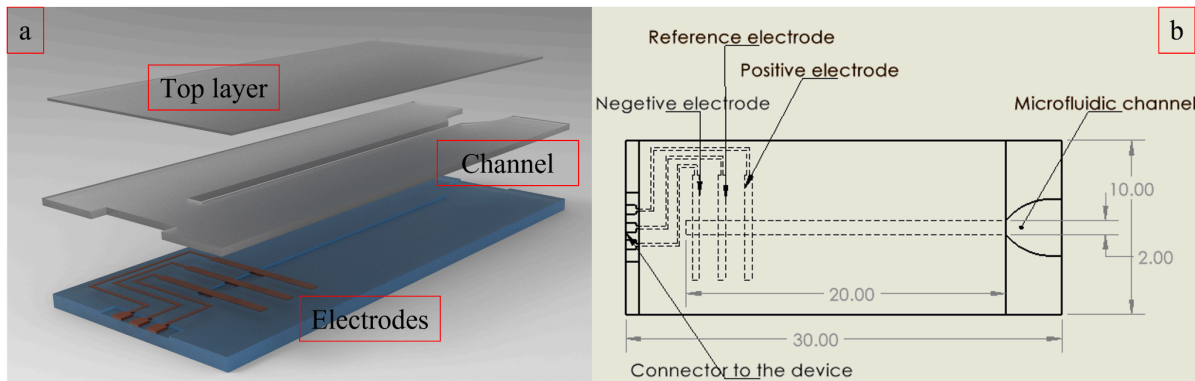 a
Top layer
Channel
Electrodes
b
Reference electrode
Positive electrode
Negetive electrode
Microfluidic channel
10.00
2.00
20.00
30.00
Connector to the device